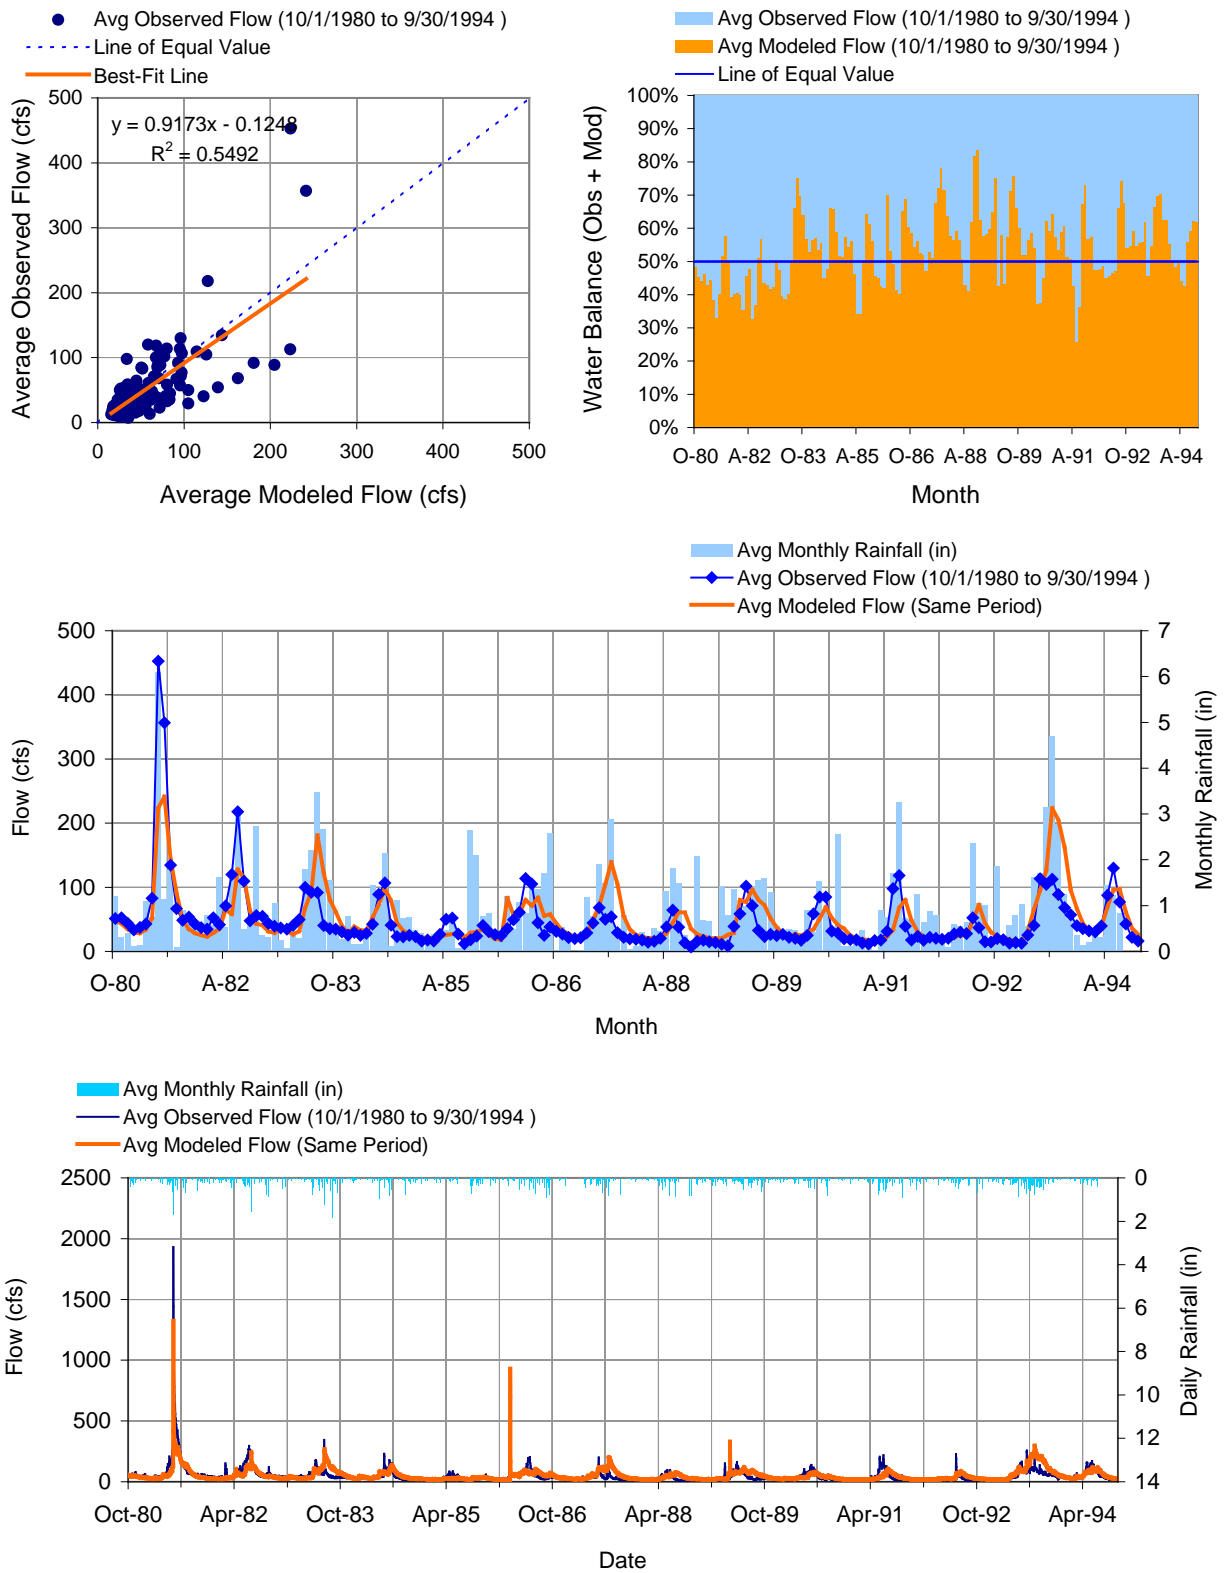 Avg Observed Flow (10/1/1980 to 9/30/1994 )
Line of Equal Value
Best-Fit Line
500
400
300
200
100
0
y = 0.9173x - 0.1248
R² = 0.5492
0 100 200 300 400 500
Average Observed Flow (cfs)
Average Modeled Flow (cfs)
Avg Observed Flow (10/1/1980 to 9/30/1994 )
Avg Modeled Flow (10/1/1980 to 9/30/1994 )
Line of Equal Value
100%
90%
80%
70%
60%
50%
40%
30%
20%
10%
0%
O-80 A-82 O-83 A-85 O-86 A-88 O-89 A-91 O-92 A-94
Water Balance (Obs + Mod)
Month
Avg Monthly Rainfall (in)
Avg Observed Flow (10/1/1980 to 9/30/1994 )
Avg Modeled Flow (Same Period)
500
400
300
200
100
0
7
6
5
4
3
2
1
0
O-80 A-82 O-83 A-85 O-86 A-88 O-89 A-91 O-92 A-94
Flow (cfs)
Monthly Rainfall (in)
Month
Avg Monthly Rainfall (in)
Avg Observed Flow (10/1/1980 to 9/30/1994 )
Avg Modeled Flow (Same Period)
2500
2000
1500
1000
500
0
0
2
4
6
8
10
12
14
Oct-80 Apr-82 Oct-83 Apr-85 Oct-86 Apr-88 Oct-89 Apr-91 Oct-92 Apr-94
Flow (cfs)
Daily Rainfall (in)
Date